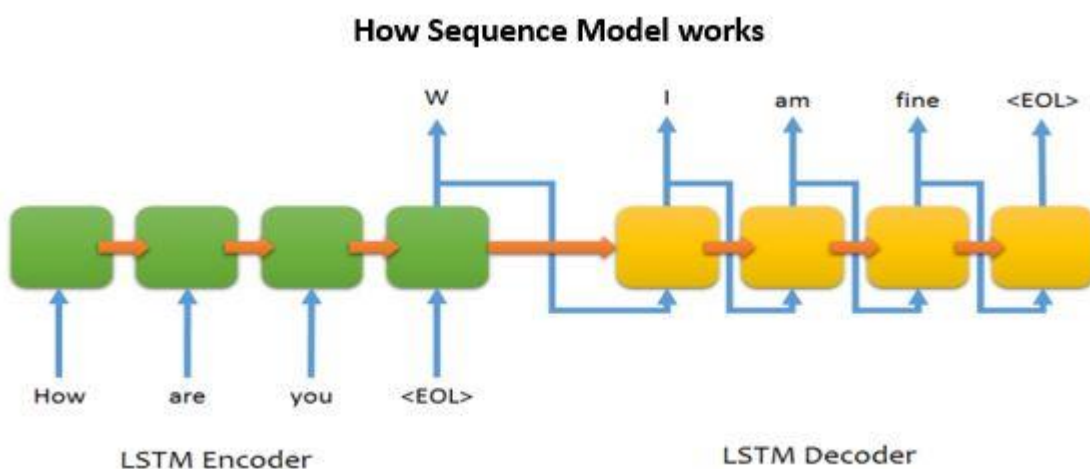 How Sequence Model works
W I am fine <EOL>
How are you <EOL>
LSTM Encoder LSTM Decoder